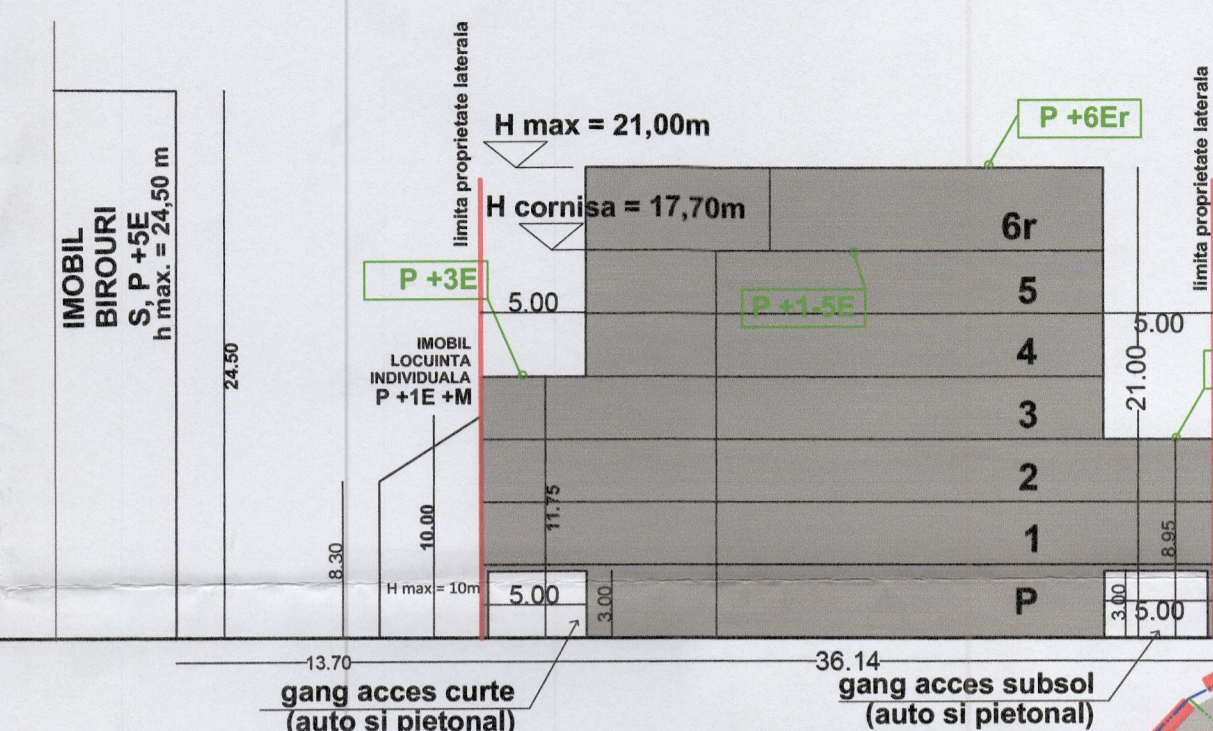 IMOBIL
BIROURI
S, P +5E
h max. = 24,50 m
24.50
limita proprietate laterala
H max = 21,00m
P +6Er
limita proprietate laterala
H cornisa = 17,70m
6r
P +3E
5.00
P +1-5E
5
5.00
IMOBIL
LOCUINTA
INDIVIDUALA
P +1E +M
4
21.00
3
2
11.75
10.00
8.30
1
8.95
H max.= 10m
5.00
3.00
P
3.00
5.00
13.70
36.14
gang acces curte
(auto si pietonal)
gang acces subsol
(auto si pietonal)